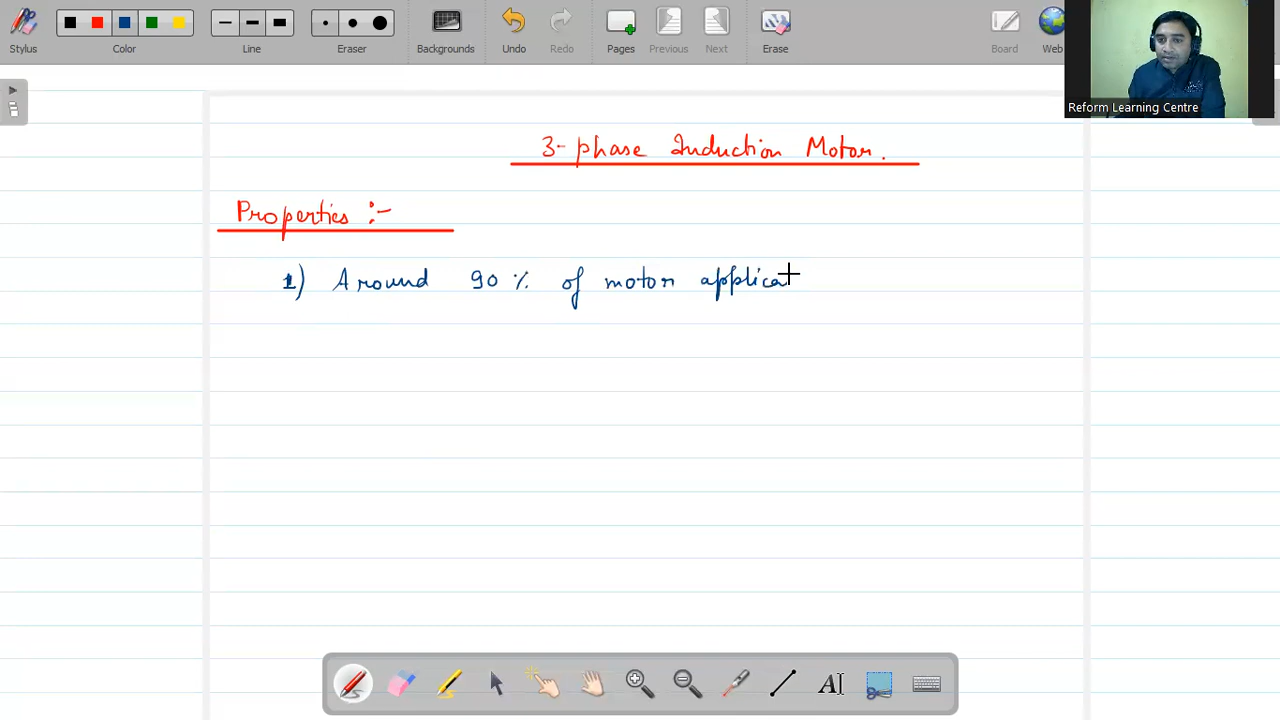 Stylus Color Line Eraser Backgrounds Undo Redo Pages Previous Next Erase Board Web
Reform Learning Centre
3-phase Induction Motor.
Properties :-
1) Around 90 % of motor applicat